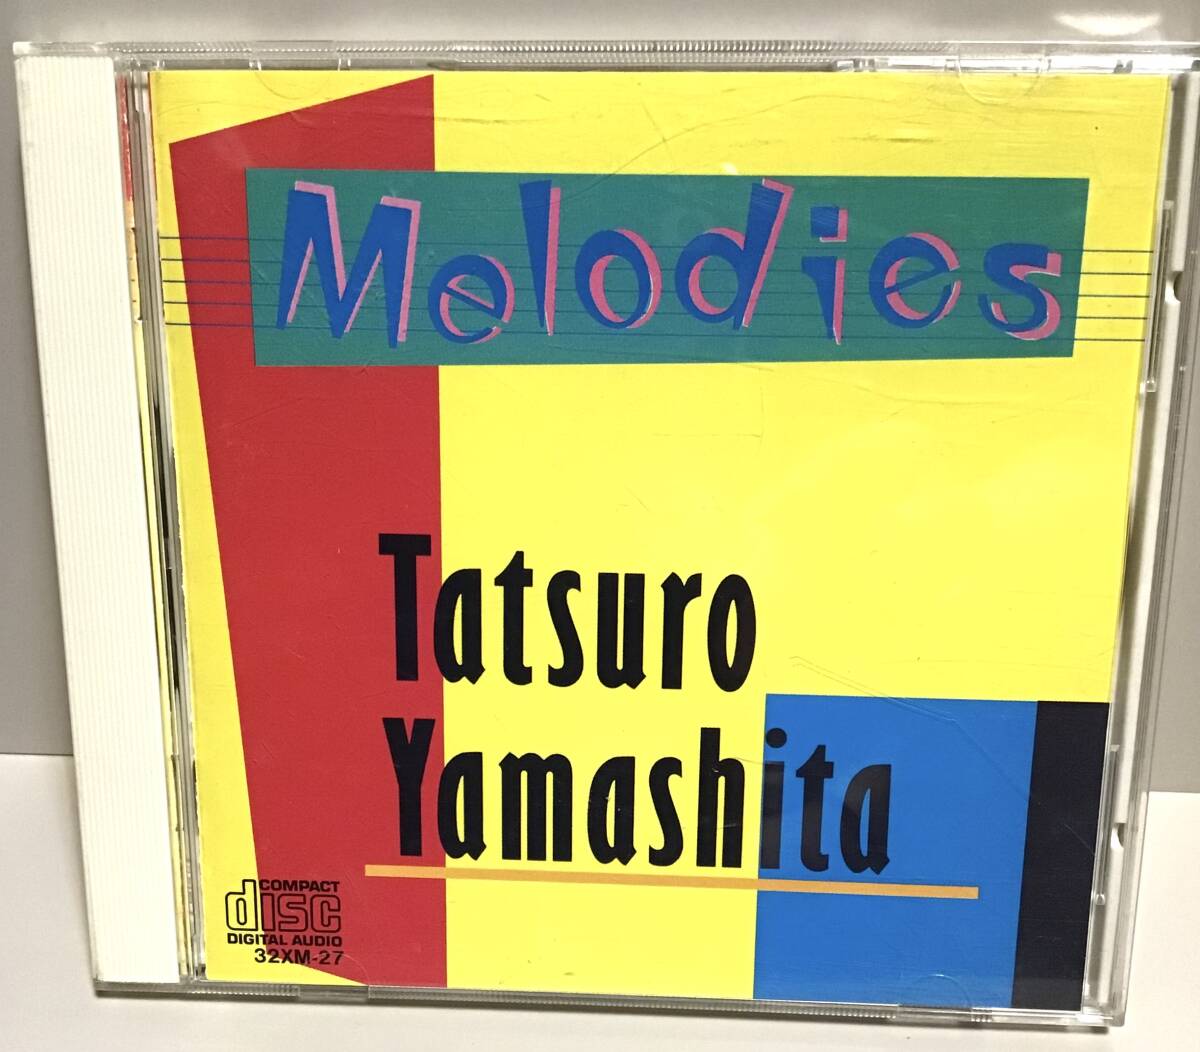 Melodies
Tatsuro
Yamashita
COMPACT
disc
DIGITAL AUDIO
32XM-27